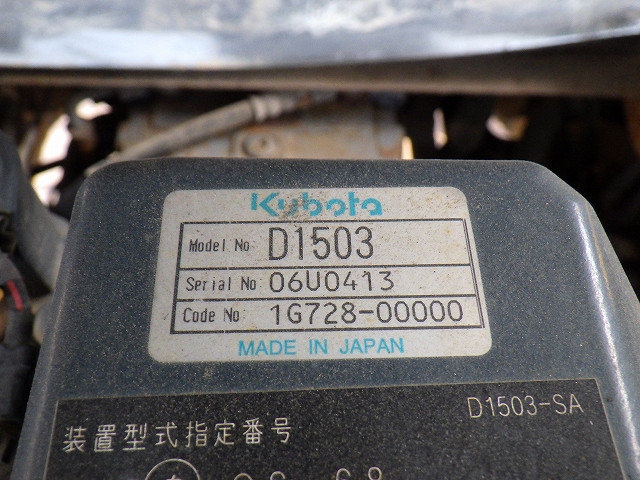 Kubota
Model No. D1503
Serial No. 06U0413
Code No. 1G728-00000
MADE IN JAPAN
D1503-SA
装置型式指定番号